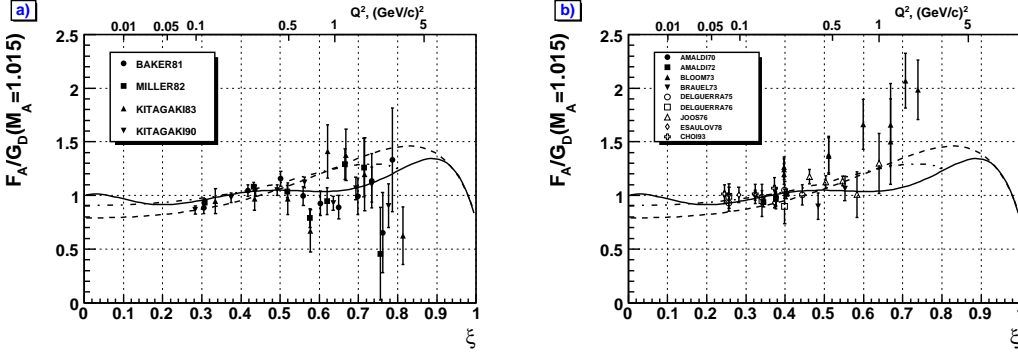 a)
Q², (GeV/c)²
0.01 0.05 0.1 0.5 1 5
F_A/G_D(M_A=1.015)
2.5
2
1.5
1
0.5
0
BAKER81
MILLER82
KITAGAKI83
KITAGAKI90
0 0.1 0.2 0.3 0.4 0.5 0.6 0.7 0.8 0.9 1
ξ
b)
Q², (GeV/c)²
0.01 0.05 0.1 0.5 1 5
F_A/G_D(M_A=1.015)
2.5
2
1.5
1
0.5
0
AMALDI70
AMALDI72
BLOOM73
BRAUEL73
DELGUERRA75
DELGUERRA76
JOOS76
ESAULOV78
CHOI93
0 0.1 0.2 0.3 0.4 0.5 0.6 0.7 0.8 0.9 1
ξ